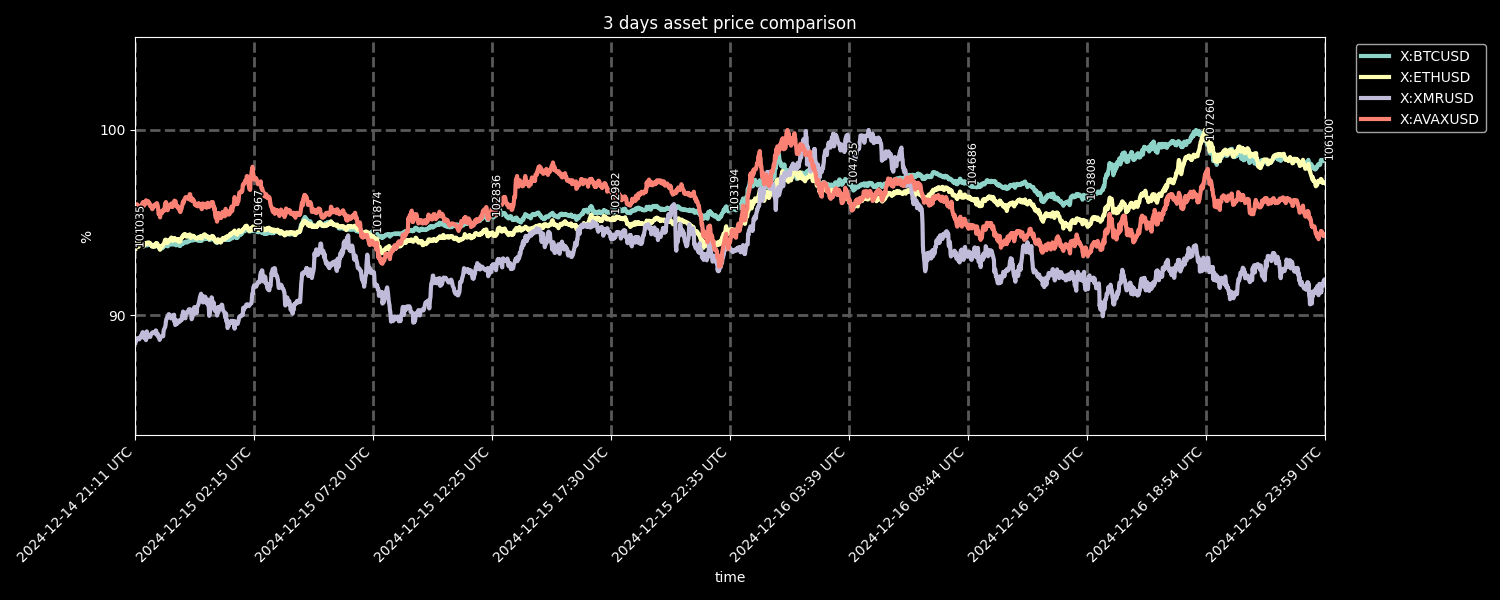 3 days asset price comparison
X:BTCUSD
X:ETHUSD
X:XMRUSD
X:AVAXUSD
100
90
%
101035
101967
101874
102836
102982
103194
104735
104686
103808
107260
106100
2024-12-14 21:11 UTC
2024-12-15 02:15 UTC
2024-12-15 07:20 UTC
2024-12-15 12:25 UTC
2024-12-15 17:30 UTC
2024-12-15 22:35 UTC
2024-12-16 03:39 UTC
2024-12-16 08:44 UTC
2024-12-16 13:49 UTC
2024-12-16 18:54 UTC
2024-12-16 23:59 UTC
time